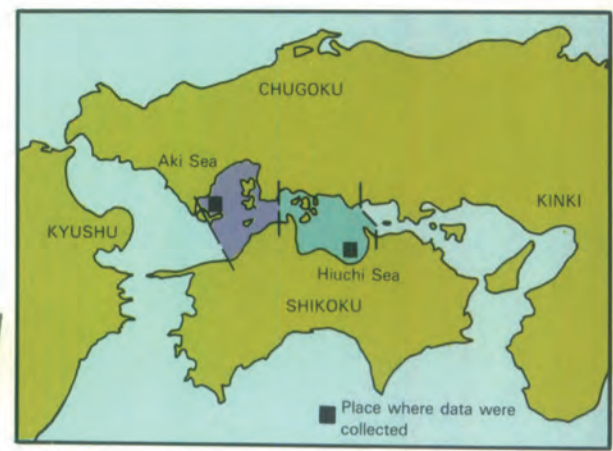 CHUGOKU
Aki Sea
KINKI
KYUSHU
Hiuchi Sea
SHIKOKU
Place where data were
collected